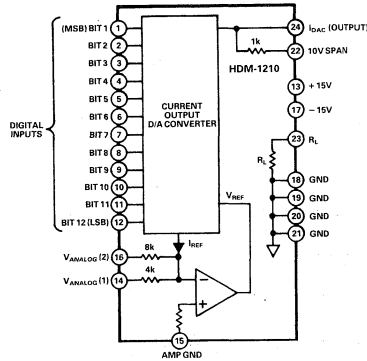 (MSB) BIT 1 1
BIT 2 2
BIT 3 3
BIT 4 4
BIT 5 5
BIT 6 6
BIT 7 7
BIT 8 8
BIT 9 9
BIT 10 10
BIT 11 11
BIT 12 (LSB) 12
DIGITAL
INPUTS
CURRENT
OUTPUT
D/A CONVERTER
24 IDAC (OUTPUT)
1k
22 10V SPAN
HDM-1210
13 +15V
17 -15V
23 RL
RL
18 GND
19 GND
20 GND
21 GND
VREF
IREF
VANALOG (2) 16 8k
VANALOG (1) 14 4k
−
+
15
AMP GND